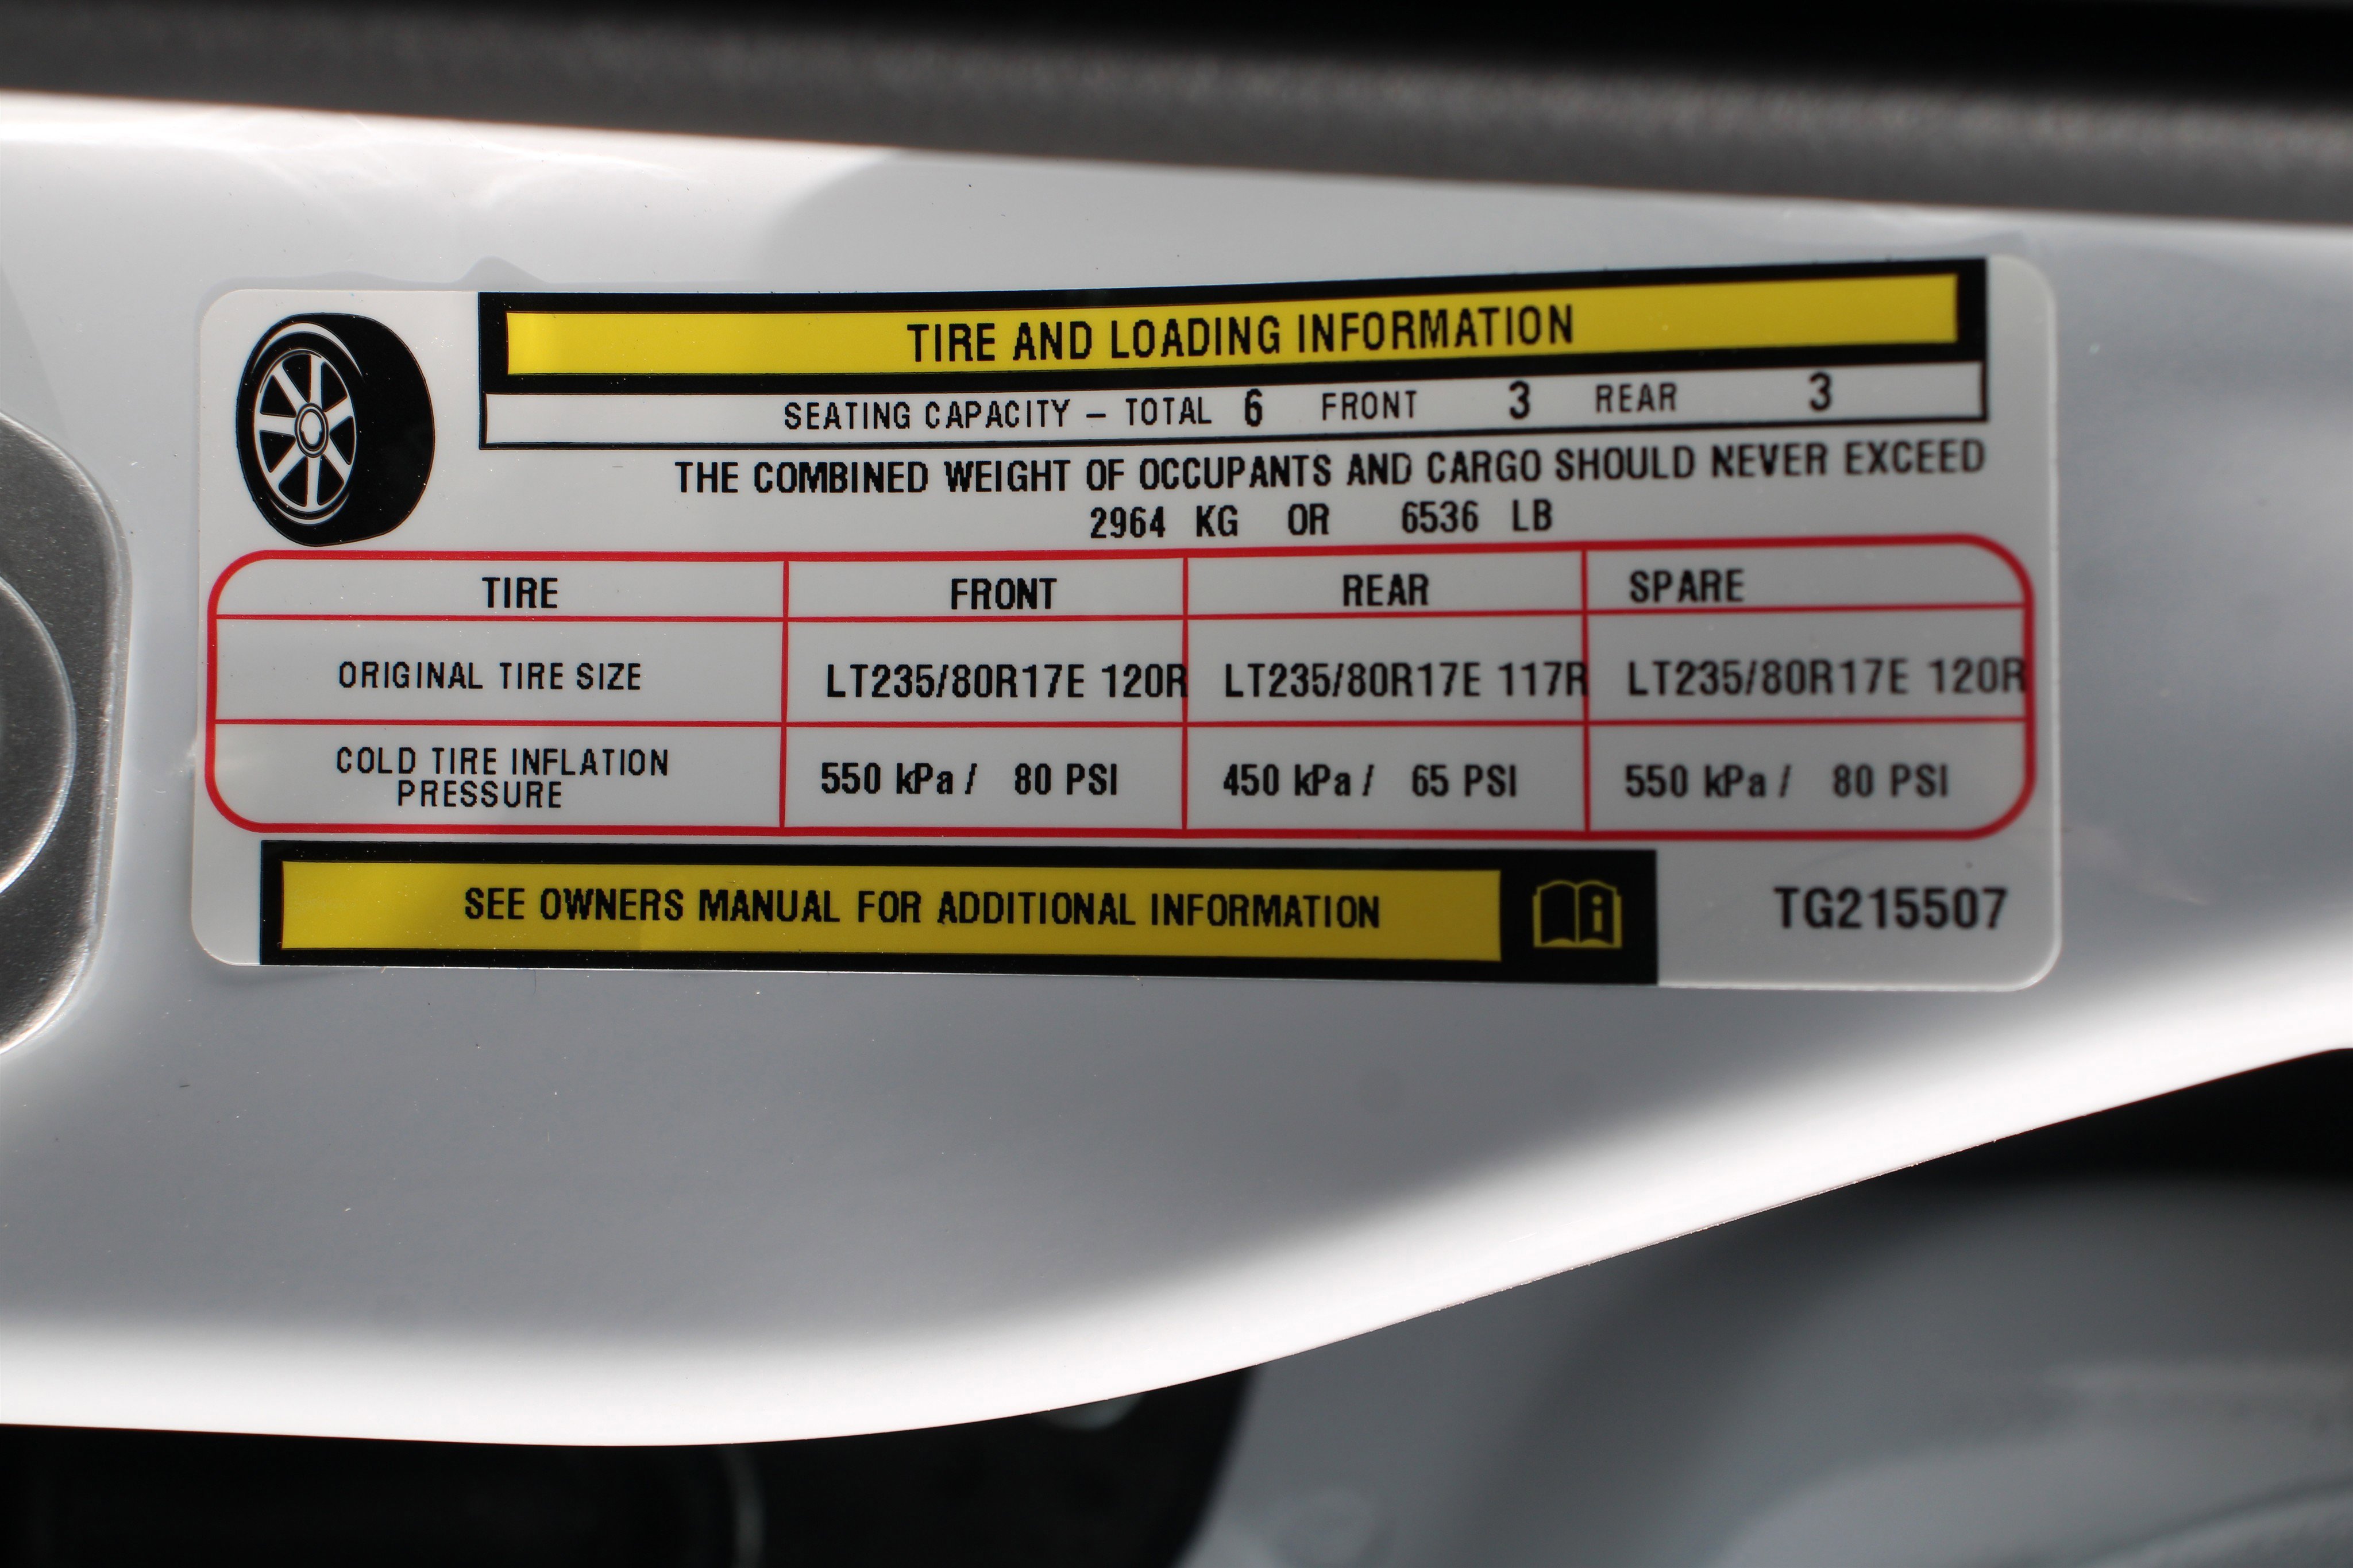 TIRE AND LOADING INFORMATION
SEATING CAPACITY – TOTAL 6 FRONT 3 REAR 3
THE COMBINED WEIGHT OF OCCUPANTS AND CARGO SHOULD NEVER EXCEED
2964 KG OR 6536 LB
TIRE FRONT REAR SPARE
ORIGINAL TIRE SIZE LT235/80R17E 120R LT235/80R17E 117R LT235/80R17E 120R
COLD TIRE INFLATION
PRESSURE 550 kPa / 80 PSI 450 kPa / 65 PSI 550 kPa / 80 PSI
SEE OWNERS MANUAL FOR ADDITIONAL INFORMATION
TG215507